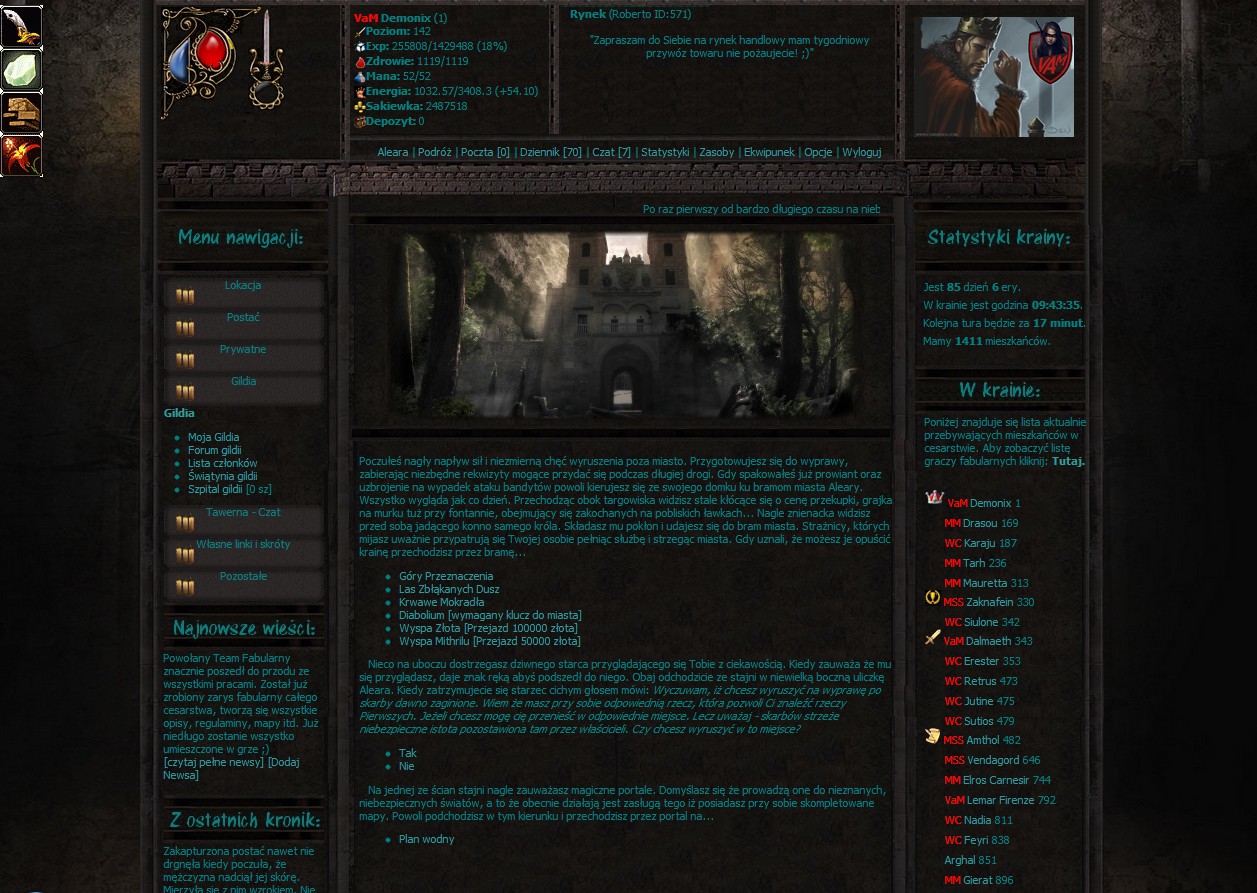 VaM Demonix (1)
Poziom: 142
Exp: 255808/1429488 (18%)
Zdrowie: 1119/1119
Mana: 52/52
Energia: 1032.57/3408.3 (+54.10)
Sakiewka: 2487518
Depozyt: 0
Rynek (Roberto ID:571)
"Zapraszam do Siebie na rynek handlowy mam tygodniowy
przywóz towaru nie pożaujecie! ;)"
VAM
Aleara | Podróż | Poczta [0] | Dziennik [70] | Czat [7] | Statystyki | Zasoby | Ekwipunek | Opcje | Wyloguj
Menu nawigacji:
Lokacja
Postać
Prywatne
Gildia
Gildia
Moja Gildia
Forum gildii
Lista członków
Świątynia gildii
Szpital gildii [0 sz]
Tawerna - Czat
Własne linki i skróty
Pozostałe
Najnowsze wieści:
Powołany Team Fabularny
znacznie poszedł do przodu ze
wszystkimi pracami. Został już
zrobiony zarys fabularny całego
cesarstwa, tworzą się wszystkie
opisy, regulaminy, mapy itd. Już
niedługo zostanie wszystko
umieszczone w grze ;)
[czytaj pełne newsy] [Dodaj
Newsa]
Z ostatnich kronik:
Zakapturzona postać nawet nie
drgnęła kiedy poczuła, że
mężczyzna nadciął jej skórę.
Mierzyła się z nim wzrokiem. Nie
Po raz pierwszy od bardzo długiego czasu na nieb
Poczułeś nagły napływ sił i niezmierną chęć wyruszenia poza miasto. Przygotowujesz się do wyprawy,
zabierając niezbędne rekwizyty mogące przydać się podczas długiej drogi. Gdy spakowałeś już prowiant oraz
uzbrojenie na wypadek ataku bandytów powoli kierujesz się ze swojego domku ku bramom miasta Aleary.
Wszystko wygląda jak co dzień. Przechodząc obok targowiska widzisz stale kłócące się o cenę przekupki, grajka
na murku tuż przy fontannie, obejmujący się zakochanych na pobliskich ławkach... Nagle znienacka widzisz
przed sobą jadącego konno samego króla. Składasz mu pokłon i udajesz się do bram miasta. Strażnicy, których
mijasz uważnie przypatrują się Twojej osobie pełniąc służbę i strzegąc miasta. Gdy uznali, że możesz je opuścić
krainę przechodzisz przez bramę...
Góry Przeznaczenia
Las Zbłąkanych Dusz
Krwawe Mokradła
Diabolium [wymagany klucz do miasta]
Wyspa Złota [Przejazd 100000 złota]
Wyspa Mithrilu [Przejazd 50000 złota]
Nieco na uboczu dostrzegasz dziwnego starca przyglądającego się Tobie z ciekawością. Kiedy zauważa że mu
się przyglądasz, daje znak ręką abyś podszedł do niego. Obaj odchodzicie ze stajni w niewielką boczną uliczkę
Aleara. Kiedy zatrzymujecie się starzec cichym głosem mówi: Wyczuwam, iż chcesz wyruszyć na wyprawę po
skarby dawno zaginione. Wiem że masz przy sobie odpowiednią rzecz, która pozwoli Ci znaleźć rzeczy
Pierwszych. Jeżeli chcesz mogę cię przenieść w odpowiednie miejsce. Lecz uważaj - skarbów strzeże
niebezpieczne istota pozostawiona tam przez właścicieli. Czy chcesz wyruszyć w to miejsce?
Tak
Nie
Na jednej ze ścian stajni nagle zauważasz magiczne portale. Domyślasz się że prowadzą one do nieznanych,
niebezpiecznych światów, a to że obecnie działają jest zasługą tego iż posiadasz przy sobie skompletowane
mapy. Powoli podchodzisz w tym kierunku i przechodzisz przez portal na...
Plan wodny
Statystyki krainy:
Jest 85 dzień 6 ery.
W krainie jest godzina 09:43:35.
Kolejna tura będzie za 17 minut.
Mamy 1411 mieszkańców.
W krainie:
Poniżej znajduje się lista aktualnie
przebywających mieszkańców w
cesarstwie. Aby zobaczyć listę
graczy fabularnych kliknij: Tutaj.
VaM Demonix 1
MM Drasou 169
WC Karaju 187
MM Tarh 236
MM Mauretta 313
MSS Zaknafein 330
WC Siulone 342
VaM Dalmaeth 343
WC Erester 353
WC Retrus 473
WC Jutine 475
WC Sutios 479
MSS Amthol 482
MSS Vendagord 646
MM Elros Carnesir 744
VaM Lemar Firenze 792
WC Nadia 811
WC Feyri 838
Arghal 851
MM Gierat 896